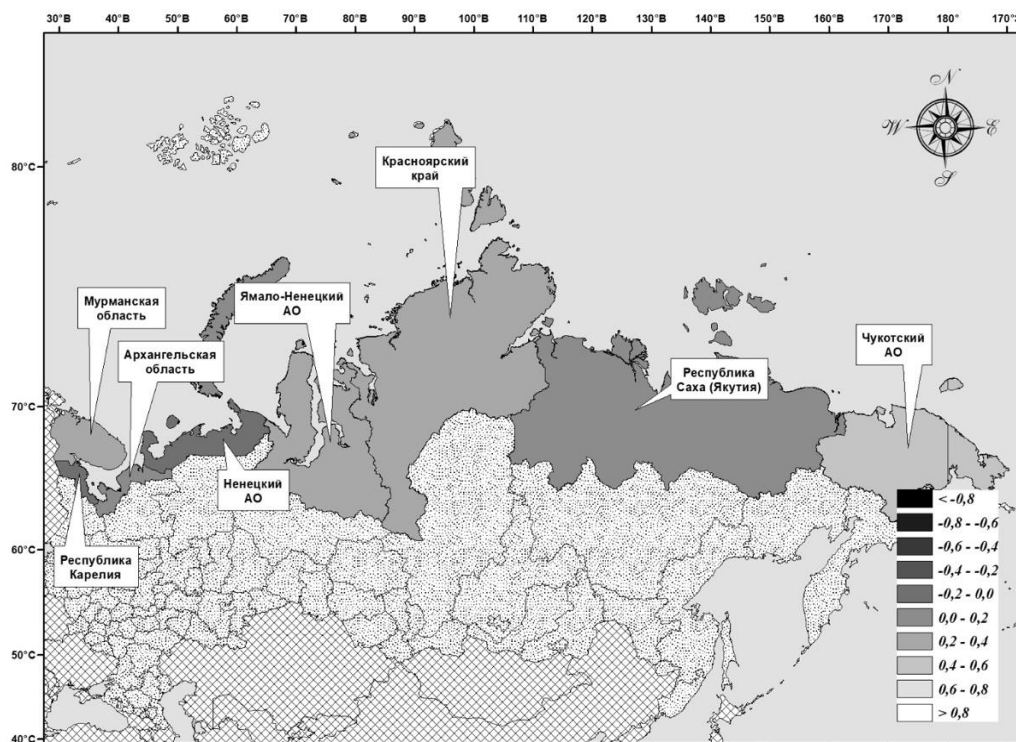 30°В 40°В 50°В 60°В 70°В 80°В 90°В 100°В 110°В 120°В 130°В 140°В 150°В 160°В 170°В 180° 170°
N
W E
S
80°С
Красноярский
край
Ямало-Ненецкий
АО
Мурманская
область
Архангельская
область
Чукотский
АО
Республика
Саха (Якутия)
70°С
Ненецкий
АО
Республика
Карелия
60°С
50°С
40°С
< -0,8
-0,8 - -0,6
-0,6 - -0,4
-0,4 - -0,2
-0,2 - 0,0
0,0 - 0,2
0,2 - 0,4
0,4 - 0,6
0,6 - 0,8
> 0,8